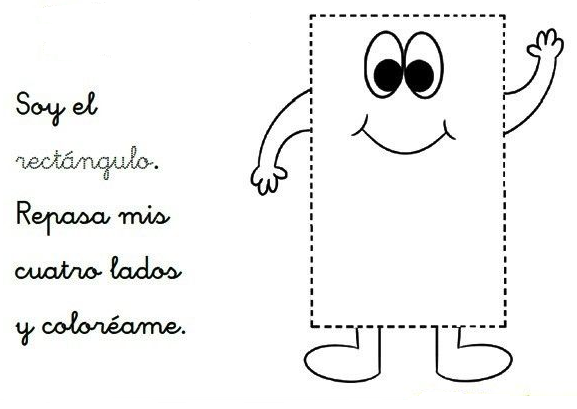 Soy el
rectángulo.
Repasa mis
cuatro lados
y coloréame.